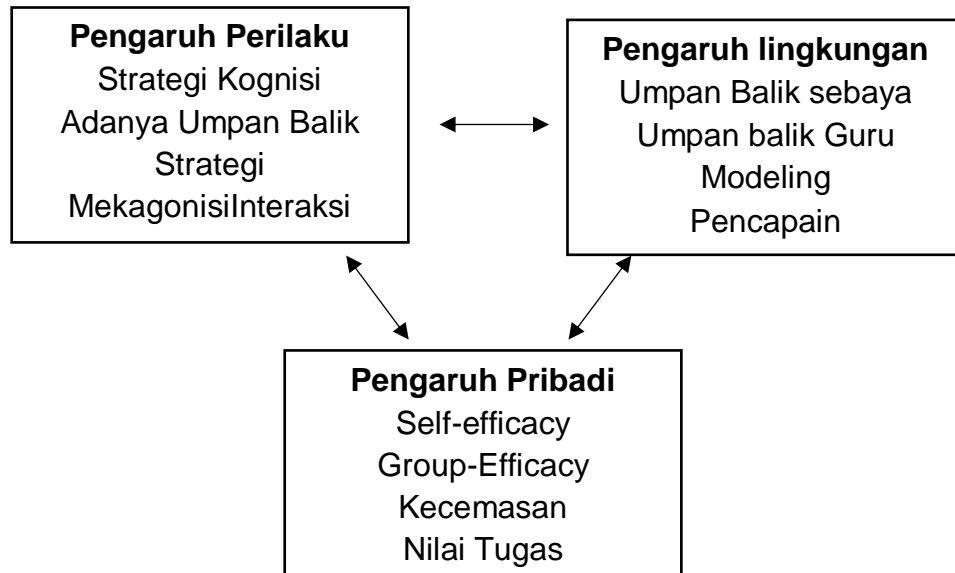 Pengaruh Perilaku
Strategi Kognisi
Adanya Umpan Balik
Strategi
MekagonisiInteraksi
Pengaruh lingkungan
Umpan Balik sebaya
Umpan balik Guru
Modeling
Pencapain
Pengaruh Pribadi
Self-efficacy
Group-Efficacy
Kecemasan
Nilai Tugas